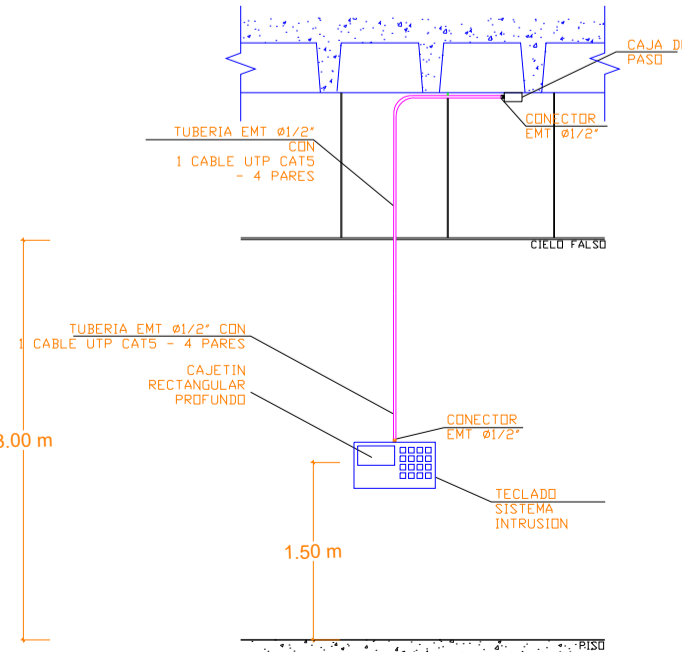 CAJA DE
PASO
CONECTOR
EMT Ø1/2"
TUBERIA EMT Ø1/2"
CON
1 CABLE UTP CAT5
- 4 PARES
CIELO FALSO
TUBERIA EMT Ø1/2" CON
1 CABLE UTP CAT5 - 4 PARES
CAJETIN
RECTANGULAR
PROFUNDO
CONECTOR
EMT Ø1/2"
3.00 m
TECLADO
SISTEMA
INTRUSION
1.50 m
PISO